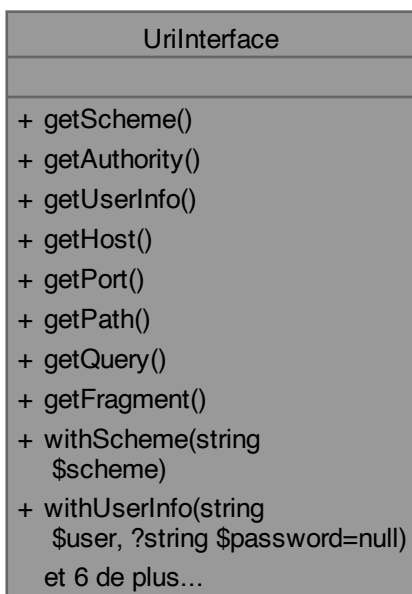 UriInterface
+ getScheme()
+ getAuthority()
+ getUserInfo()
+ getHost()
+ getPort()
+ getPath()
+ getQuery()
+ getFragment()
+ withScheme(string
$scheme)
+ withUserInfo(string
$user, ?string $password=null)
et 6 de plus...